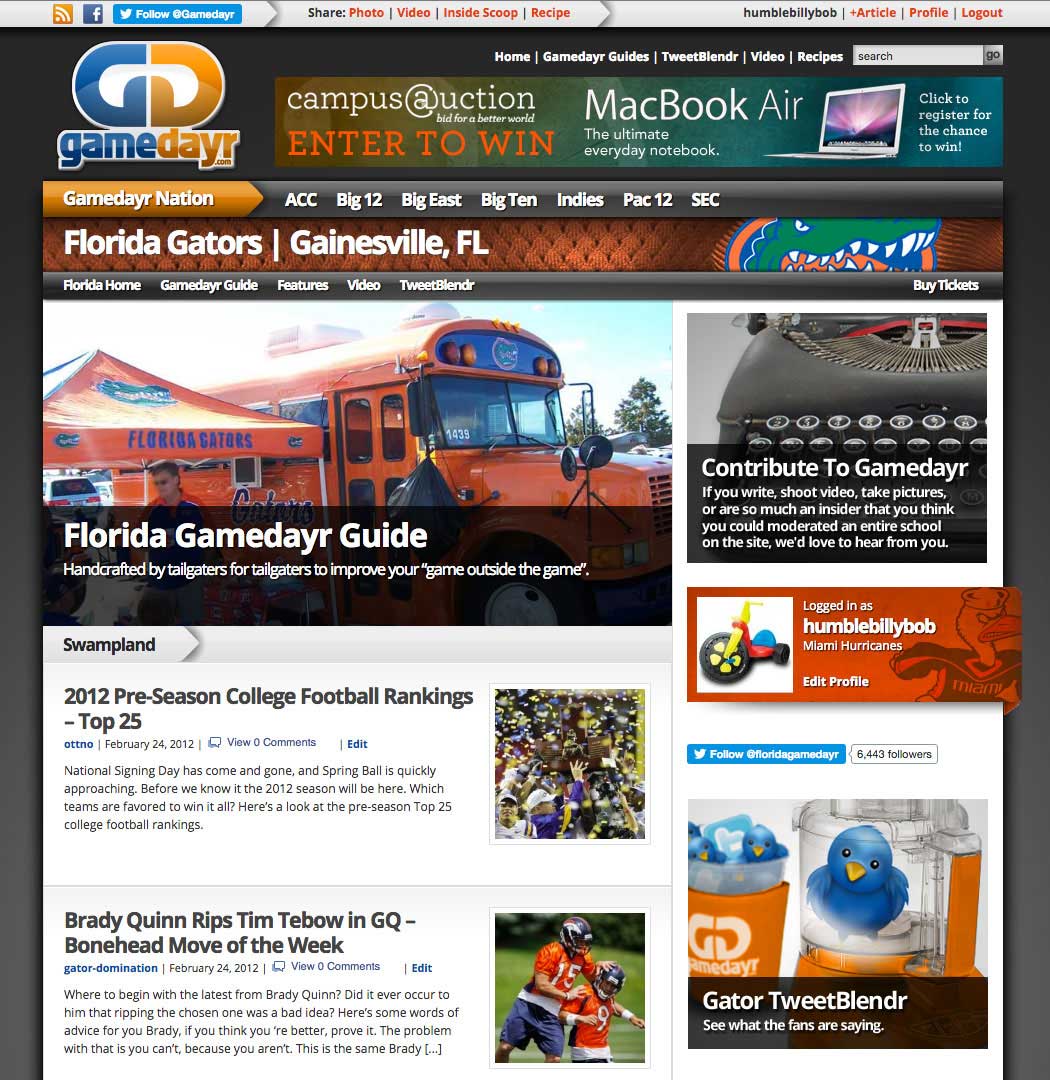 Follow @Gamedayr
Share: Photo | Video | Inside Scoop | Recipe
humblebillybob | +Article | Profile | Logout
gamedayr.com
Home | Gamedayr Guides | TweetBlendr | Video | Recipes
search
go
campus@uction
bid for a better world
ENTER TO WIN
MacBook Air
The ultimate
everyday notebook.
Click to
register for
the chance
to win!
Gamedayr Nation
ACC Big 12 Big East Big Ten Indies Pac 12 SEC
Florida Gators | Gainesville, FL
Florida Home Gamedayr Guide Features Video TweetBlendr
Buy Tickets
FLORIDA GATORS
1439
Gators
Florida Gamedayr Guide
Handcrafted by tailgaters for tailgaters to improve your “game outside the game”.
Contribute To Gamedayr
If you write, shoot video, take pictures,
or are so much an insider that you think
you could moderated an entire school
on the site, we'd love to hear from you.
Logged in as
humblebillybob
Miami Hurricanes
Edit Profile
miami
Swampland
2012 Pre-Season College Football Rankings
– Top 25
ottno | February 24, 2012 | View 0 Comments | Edit
National Signing Day has come and gone, and Spring Ball is quickly
approaching. Before we know it the 2012 season will be here. Which
teams are favored to win it all? Here’s a look at the pre-season Top 25
college football rankings.
Follow @floridagamedayr
6,443 followers
Brady Quinn Rips Tim Tebow in GQ –
Bonehead Move of the Week
gator-domination | February 24, 2012 | View 0 Comments | Edit
Where to begin with the latest from Brady Quinn? Did it ever occur to
him that ripping the chosen one was a bad idea? Here’s some words of
advice for you Brady, if you think you ‘re better, prove it. The problem
with that is you can’t, because you aren’t. This is the same Brady [...]
15
9
gamedayr
Gator TweetBlendr
See what the fans are saying.